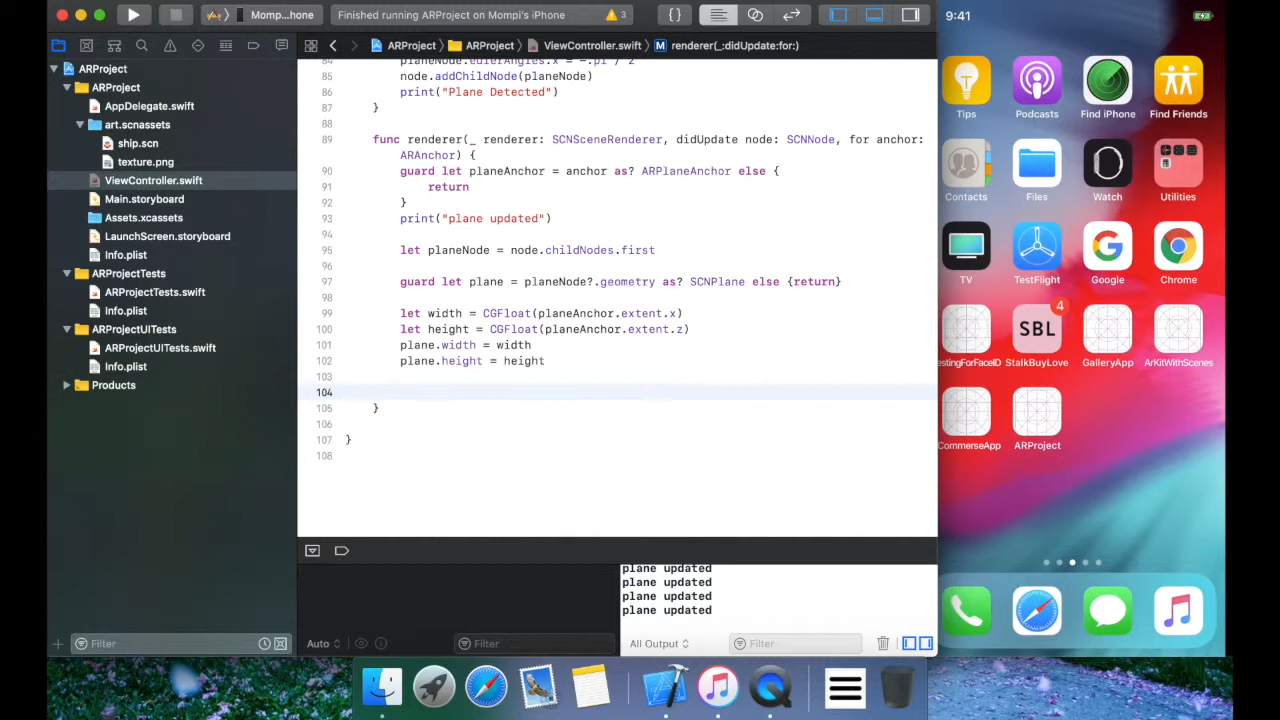 Momp...hone
Finished running ARProject on Mompi's iPhone
3
ARProject
ARProject
ViewController.swift
renderer(_:didUpdate:for:)
ARProject
ARProject
AppDelegate.swift
art.scnassets
ship.scn
texture.png
ViewController.swift
Main.storyboard
Assets.xcassets
LaunchScreen.storyboard
Info.plist
ARProjectTests
ARProjectTests.swift
Info.plist
ARProjectUITests
ARProjectUITests.swift
Info.plist
Products
Filter
84 planeNode.eulerAngles.x = -.pi / 2
85 node.addChildNode(planeNode)
86 print("Plane Detected")
87 }
88
89 func renderer(_ renderer: SCNSceneRenderer, didUpdate node: SCNNode, for anchor:
ARAnchor) {
90 guard let planeAnchor = anchor as? ARPlaneAnchor else {
91 return
92 }
93 print("plane updated")
94
95 let planeNode = node.childNodes.first
96
97 guard let plane = planeNode?.geometry as? SCNPlane else {return}
98
99 let width = CGFloat(planeAnchor.extent.x)
100 let height = CGFloat(planeAnchor.extent.z)
101 plane.width = width
102 plane.height = height
103
104
105 }
106
107 }
108
plane updated
plane updated
plane updated
plane updated
Auto
Filter
All Output
Filter
9:41
Tips
Podcasts
Find iPhone
Find Friends
Contacts
Files
Watch
Utilities
TV
TestFlight
Google
Chrome
SBL
4
estingForFaceID
StalkBuyLove
GalleryApp
ArKitWithScenes
CommerseApp
ARProject